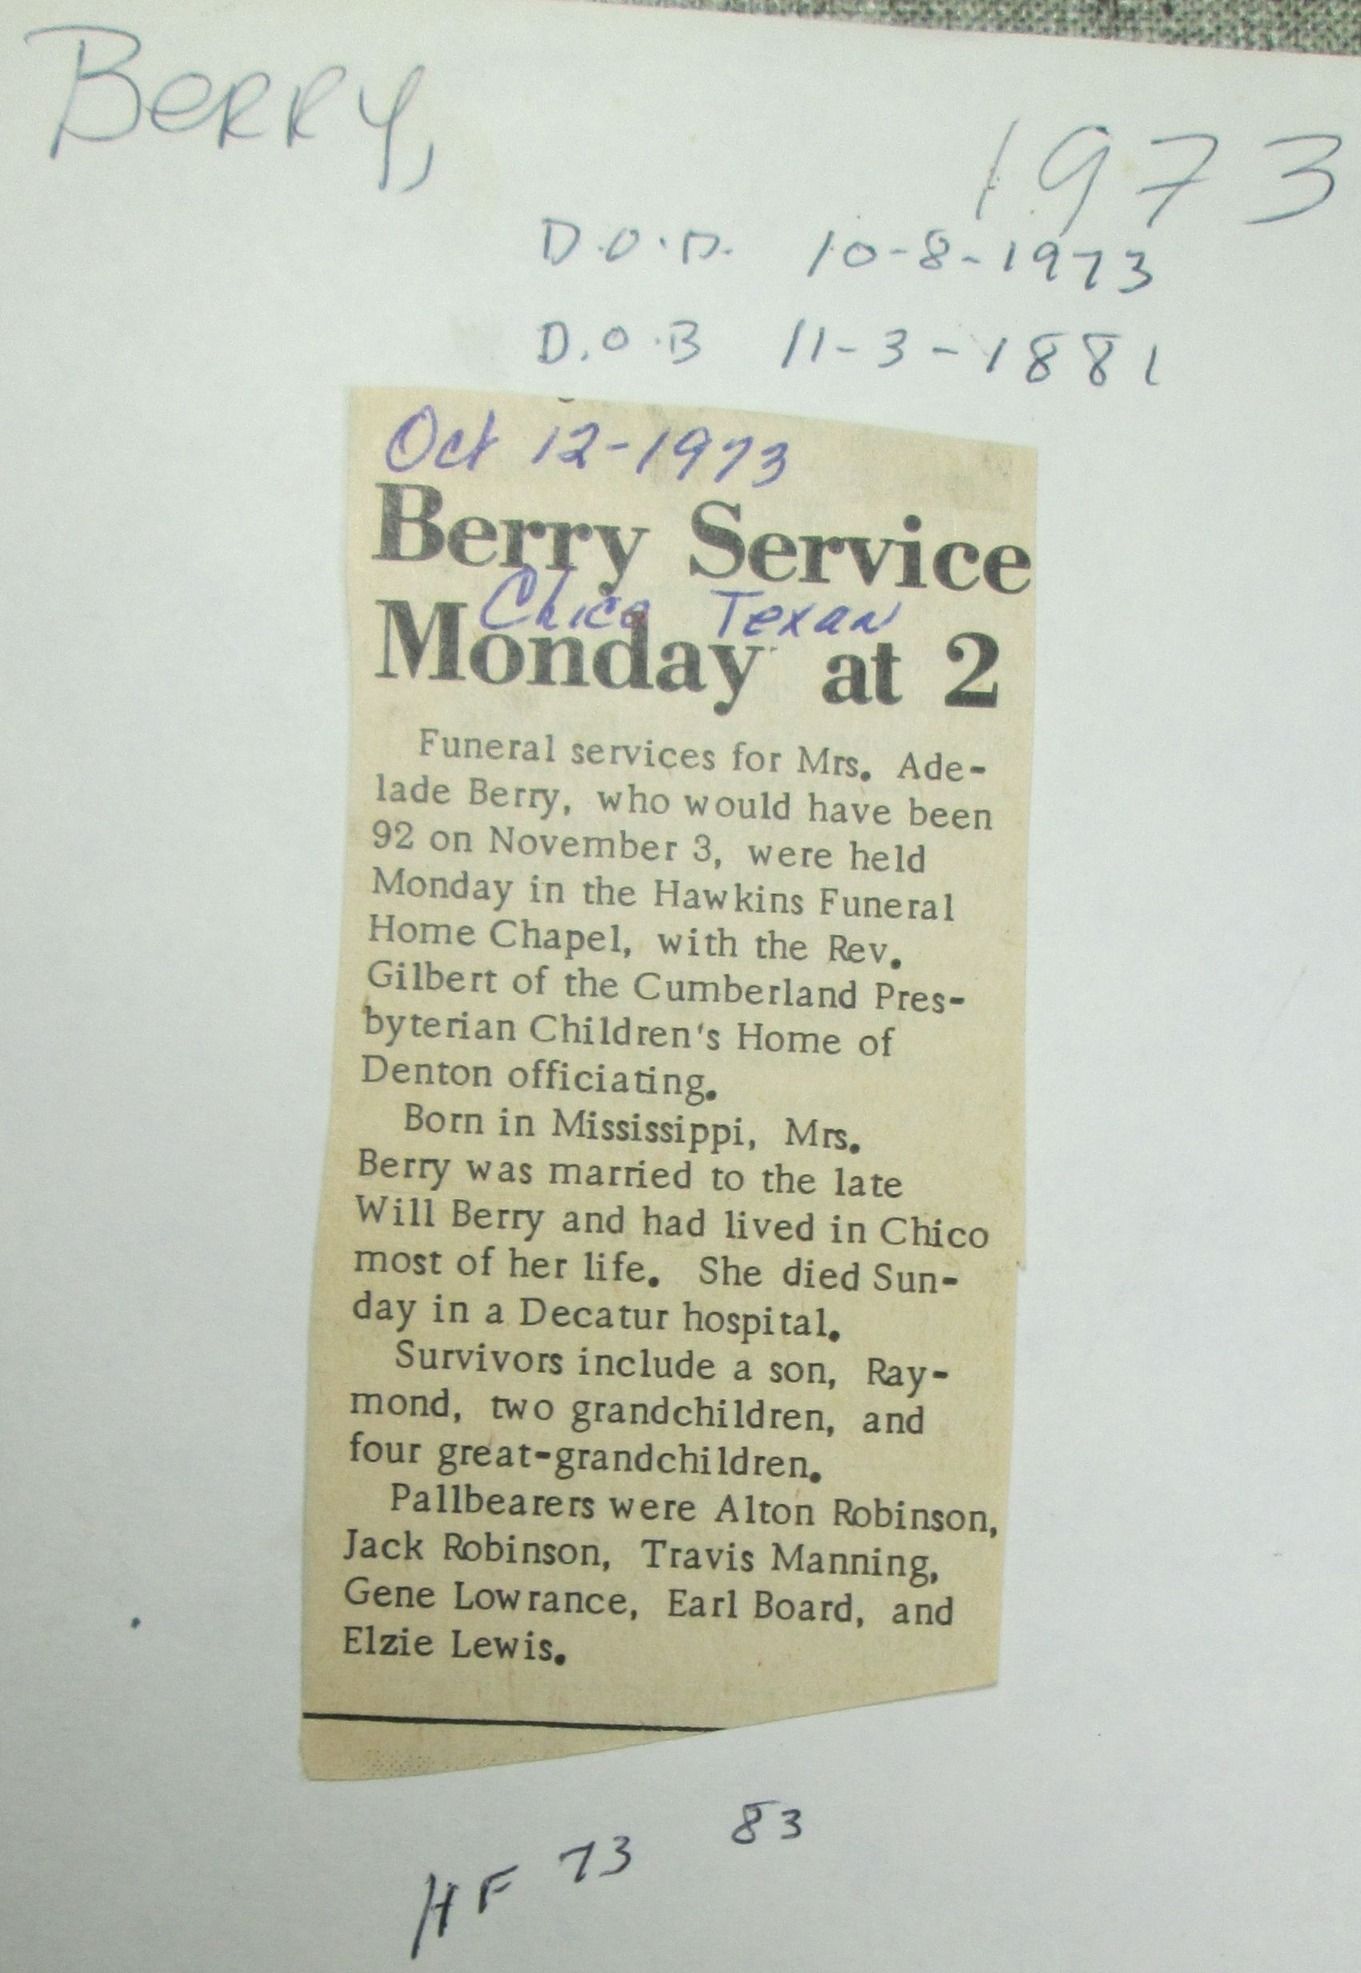 Berry,
1973
D.O.D. 10-8-1973
D.O.B 11-3-1881
Oct 12-1973
Berry Service
Chico Texan
Monday at 2
Funeral services for Mrs. Ade-
lade Berry, who would have been
92 on November 3, were held
Monday in the Hawkins Funeral
Home Chapel, with the Rev.
Gilbert of the Cumberland Pres-
byterian Children's Home of
Denton officiating.
Born in Mississippi, Mrs.
Berry was married to the late
Will Berry and had lived in Chico
most of her life. She died Sun-
day in a Decatur hospital.
Survivors include a son, Ray-
mond, two grandchildren, and
four great-grandchildren.
Pallbearers were Alton Robinson,
Jack Robinson, Travis Manning,
Gene Lowrance, Earl Board, and
Elzie Lewis.
HF 73 83